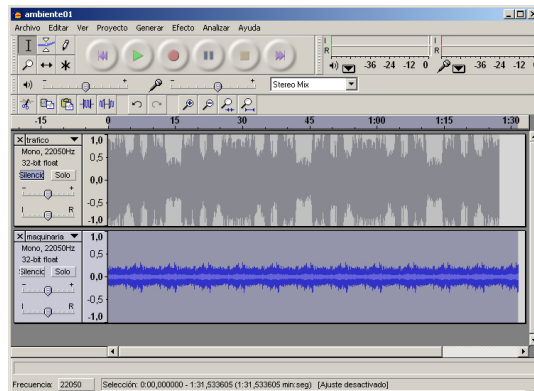 ambiente01
Archivo Editar Ver Proyecto Generar Efecto Analizar Ayuda
I
R
-36 -24 -12 0
I
R
-36 -24 -12
Stereo Mix
-15 0 15 30 45 1:00 1:15 1:30
trafico
Mono, 22050Hz
32-bit float
Silencio Solo
I R
1,0
0,5
0,0
-0,5
-1,0
maquinaria
Mono, 22050Hz
32-bit float
Silencio Solo
I R
1,0
0,5
0,0
-0,5
-1,0
Frecuencia: 22050 Selección: 0:00,000000 - 1:31,533605 (1:31,533605 min:seg) [Ajuste desactivado]